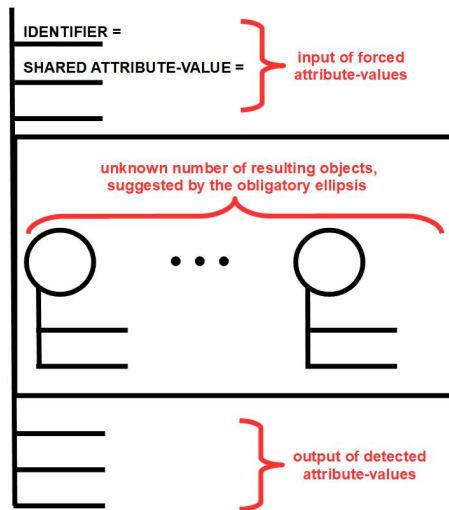 IDENTIFIER =
SHARED ATTRIBUTE-VALUE =
input of forced
attribute-values
unknown number of resulting objects,
suggested by the obligatory ellipsis
output of detected
attribute-values